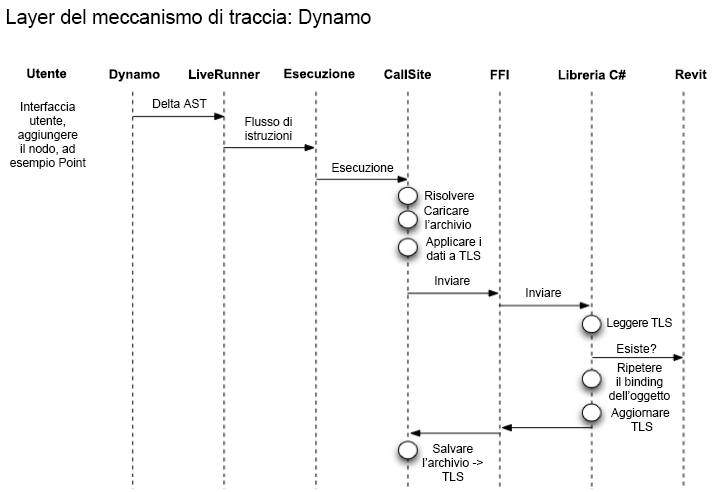 Layer del meccanismo di traccia: Dynamo
Utente
Dynamo
LiveRunner
Esecuzione
CallSite
FFI
Libreria C#
Revit
Interfaccia
utente,
aggiungere
il nodo, ad
esempio Point
Delta AST
Flusso di
istruzioni
Esecuzione
Risolvere
Caricare
l'archivio
Applicare i
dati a TLS
Inviare
Inviare
Leggere TLS
Esiste?
Ripetere
il binding
dell'oggetto
Aggiornare
TLS
Salvare
l'archivio ->
TLS